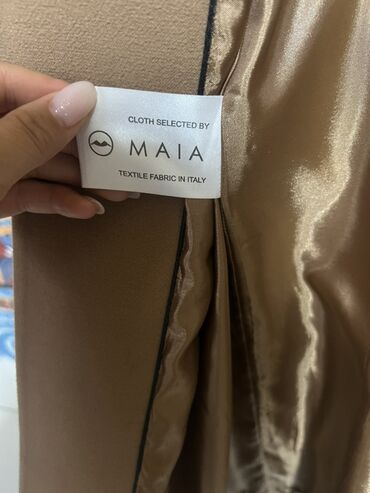 CLOTH SELECTED BY
MAIA
TEXTILE FABRIC IN ITALY